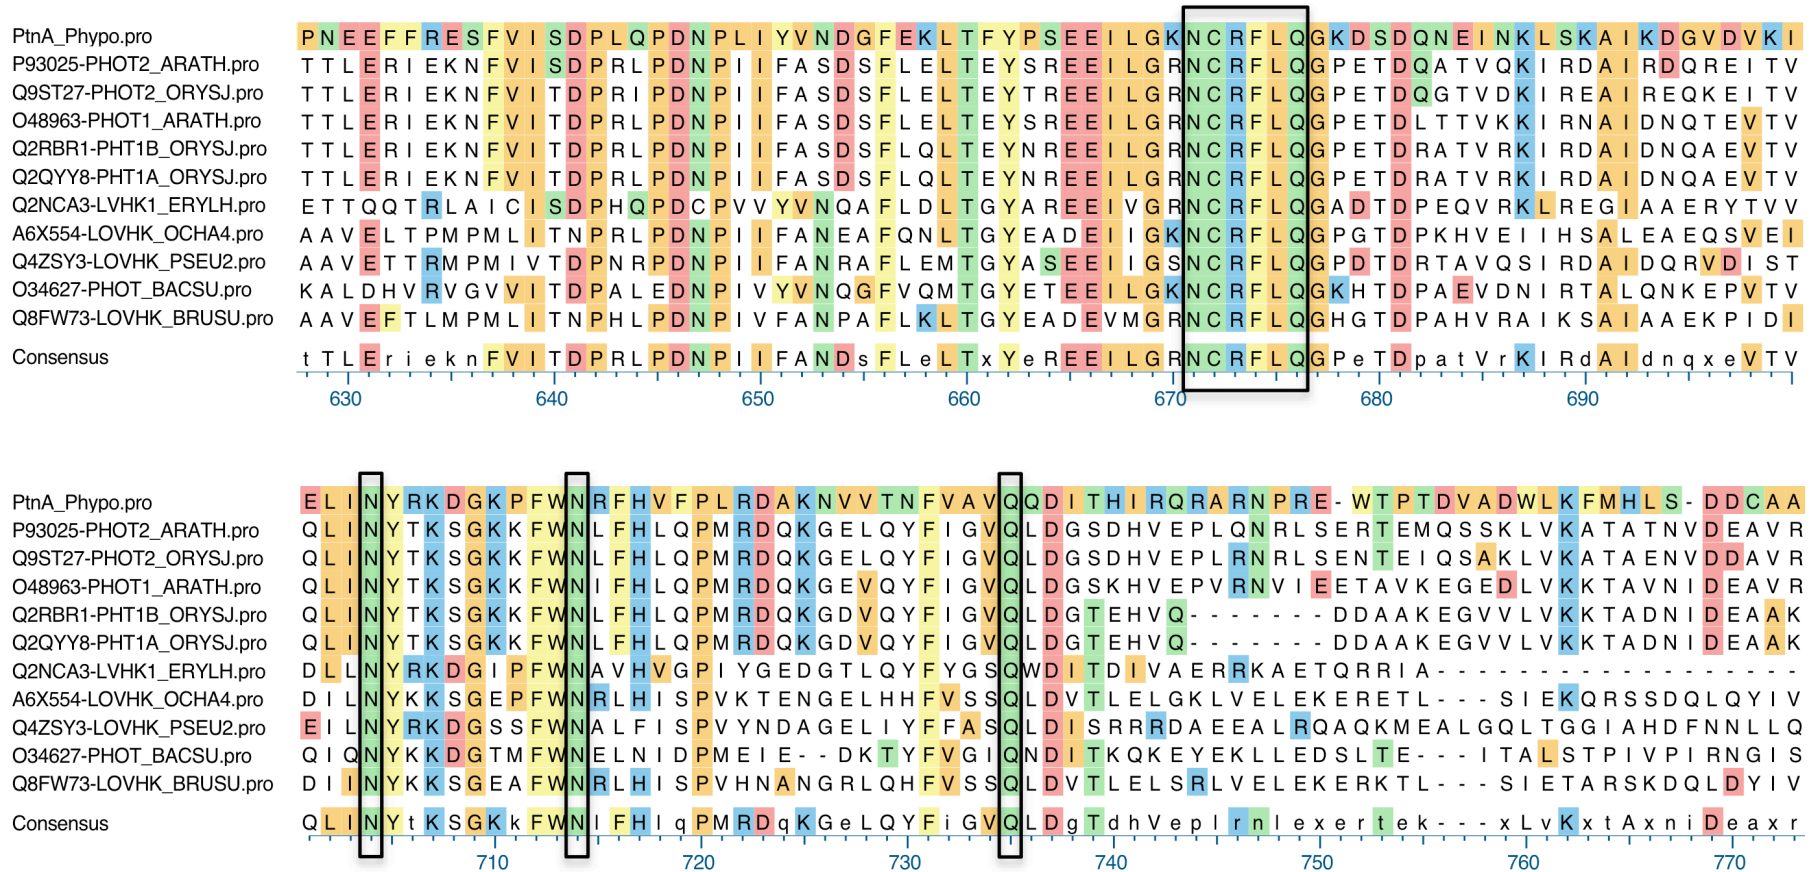 PtnA_Phypo.pro PNEEFFRESFVISDPLQPDNPLIYVNDGFEKLTFYPSEEILGKNCRFLQGKDSDQNEINKLSKAIKDGVDVKI
P93025-PHOT2_ARATH.pro TTLERIEKNFVISDPRLPDNPIIFASDSFLELTEYSREEILGRNCRFLQGPETDQATVQKIRDAIRDQREITV
Q9ST27-PHOT2_ORYSJ.pro TTLERIEKNFVITDPRIPDNPIIFASDSFLELTEYTREEILGRNCRFLQGPETDQGTVDKIREAIREQKEITV
O48963-PHOT1_ARATH.pro TTLERIEKNFVITDPRLPDNPIIFASDSFLELTEYSREEILGRNCRFLQGPETDLTTVKKIRNAIDNQTEVTV
Q2RBR1-PHT1B_ORYSJ.pro TTLERIEKNFVITDPRLPDNPIIFASDSFLQLTEYNREEILGRNCRFLQGPETDRATVRKIRDAIDNQAEVTV
Q2QYY8-PHT1A_ORYSJ.pro TTLERIEKNFVITDPRLPDNPIIFASDSFLQLTEYNREEILGRNCRFLQGPETDRATVRKIRDAIDNQAEVTV
Q2NCA3-LVHK1_ERYLH.pro ETTQQTRLAICISDPHQPDCPVVYVNQAFLDLTGYAREEIVGRNCRFLQGADTDPEQVRKLREGIAAERYTVV
A6X554-LOVHK_OCHA4.pro AAVELTPMPMLITNPRLPDNPIIFANEAFQNLTGYEADEIIGKNCRFLQGPGTDPKHVEIIHSALEAEQSVEI
Q4ZSY3-LOVHK_PSEU2.pro AAVETTRMPMIVTDPNRPDNPIIFANRAFLEMTGYASEEIIGSNCRFLQGPDTDRTAVQSIRDAIDQRVDIST
O34627-PHOT_BACSU.pro KALDHVRVGVVITDPALEDNPIVYVNQGFVQMTGYETEEILGKNCRFLQGKHTDPAEVDNIRTALQNKEPVTV
Q8FW73-LOVHK_BRUSU.pro AAVEFTLMPMLITNPHLPDNPIVFANPAFLKLTGYEADEVMGRNCRFLQGHGTDPAHVRAIKSAIAAEKPIDI
Consensus tTLErieknFVITDPRLPDNPIIFANDsFLeLTxYeREEILGRNCRFLQGPeTDpatVrKIRdAIdnqxeVTV
630 640 650 660 670 680 690
PtnA_Phypo.pro ELINYRKDGKPFWNRFHVFPLRDAKNVVTNFVAVQQDITHIRQRARNPRE-WTPTDVADWLKFMHLS-DDCAA
P93025-PHOT2_ARATH.pro QLINYTKSGKKFWNLFHLQPMRDQKGELQYFIGVQLDGSDHVEPLQNRLSERTEMQSSKLVKATATNVDEAVR
Q9ST27-PHOT2_ORYSJ.pro QLINYTKSGKKFWNLFHLQPMRDQKGELQYFIGVQLDGSDHVEPLRNRLSENTEIQSAKLVKATAENVDDAVR
O48963-PHOT1_ARATH.pro QLINYTKSGKKFWNIFHLQPMRDQKGEVQYFIGVQLDGSKHVEPVRNVIEETAVKEGEDLVKKTAVNIDEAVR
Q2RBR1-PHT1B_ORYSJ.pro QLINYTKSGKKFWNLFHLQPMRDQKGDVQYFIGVQLDGTEHVQ-------DDAAKEGVVLVKKTADNIDEAAK
Q2QYY8-PHT1A_ORYSJ.pro QLINYTKSGKKFWNLFHLQPMRDQKGDVQYFIGVQLDGTEHVQ-------DDAAKEGVVLVKKTADNIDEAAK
Q2NCA3-LVHK1_ERYLH.pro DLLNYRKDGIPFWNAVHVGPIYGEDGTLQYFYGSQWDITDIVAERRKAETQRRIA------------------
A6X554-LOVHK_OCHA4.pro DILNYKKSGEPFWNRLHISPVKTENGELHHFVSSQLDVTLELGKLVELEKERETL---SIEKQRSSDQLQYIV
Q4ZSY3-LOVHK_PSEU2.pro EILNYRKDGSSFWNALFISPVYNDAGELIYFFASQLDISRRRDAEEALRQAQKMEALGQLTGGIAHDFNNLLQ
O34627-PHOT_BACSU.pro QIQNYKKDGTMFWNELNIDPMEIE--DKTYFVGIQNDITKQKEYEKLLEDSLTE---ITALSTPIVPIRNGIS
Q8FW73-LOVHK_BRUSU.pro DIINYKKSGEAFWNRLHISPVHNANGRLQHFVSSQLDVTLELSRLVELEKERKTL---SIETARSKDQLDYIV
Consensus QLINYtKSGKkFWNlFHlqPMRDqKGeLQYFiGVQLDgTdhVeplrnlexertek---xLvKxtAxniDeaxr
710 720 730 740 750 760 770